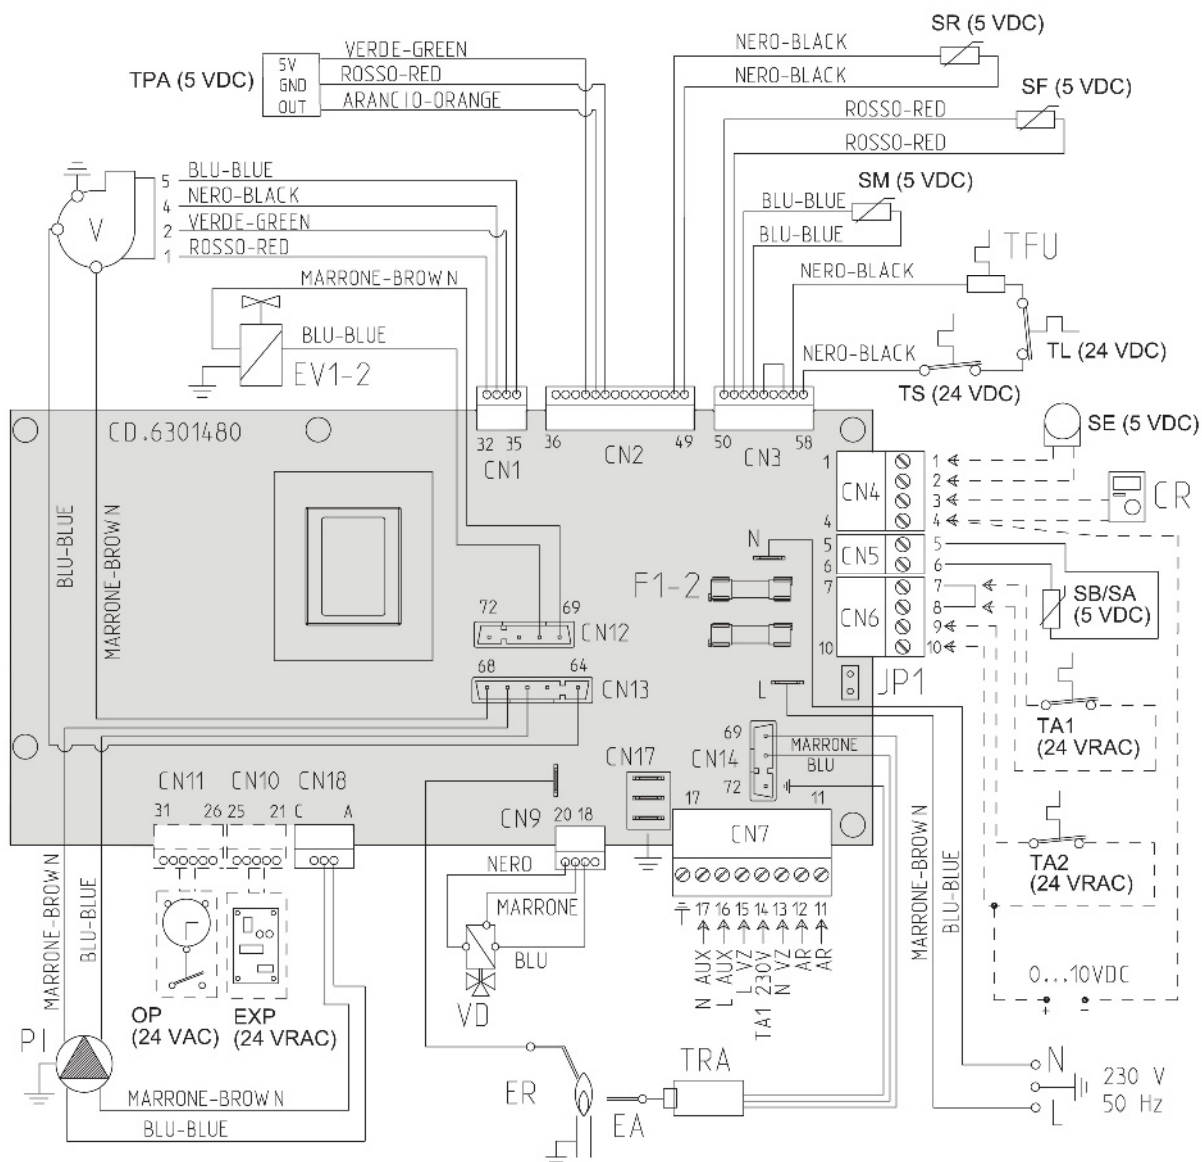 SR (5 VDC)
VERDE-GREEN
NERO-BLACK
5V
TPA (5 VDC)
ROSSO-RED
GND
NERO-BLACK
SF (5 VDC)
ARANCIO-ORANGE
OUT
ROSSO-RED
ROSSO-RED
5
BLU-BLUE
SM (5 VDC)
4
NERO-BLACK
BLU-BLUE
V
2
VERDE-GREEN
BLU-BLUE
1
ROSSO-RED
TFU
MARRONE-BROWN
NERO-BLACK
BLU-BLUE
NERO-BLACK
TL (24 VDC)
EV1-2
TS (24 VDC)
CD.6301480
32 35
36
49
50
58
SE (5 VDC)
CN1
CN2
CN3
1
CN4
4
1
2
3
4
CR
BLU-BLUE
MARRONE-BROWN
N
5
CN5
6
5
6
F1-2
7
CN6
10
7
8
9
10
SB/SA
(5 VDC)
72
69
CN12
68
64
CN13
L
JP1
TA1
(24 VRAC)
69
MARRONE
CN14
BLU
72
CN17
CN11
CN10
CN18
31
26
25
21
C
A
CN9
20 18
17
11
CN7
TA2
(24 VRAC)
NERO
MARRONE
BLU
VD
17
16
15
14
13
12
11
N AUX
L AUX
L VZ
TA1 230V
N VZ
AR
AR
MARRONE-BROWN
BLU-BLUE
MARRONE-BROWN
BLU-BLUE
0...10VDC
+
-
OP
(24 VAC)
EXP
(24 VRAC)
PI
MARRONE-BROWN
BLU-BLUE
ER
EA
TRA
N
L
230 V
50 Hz